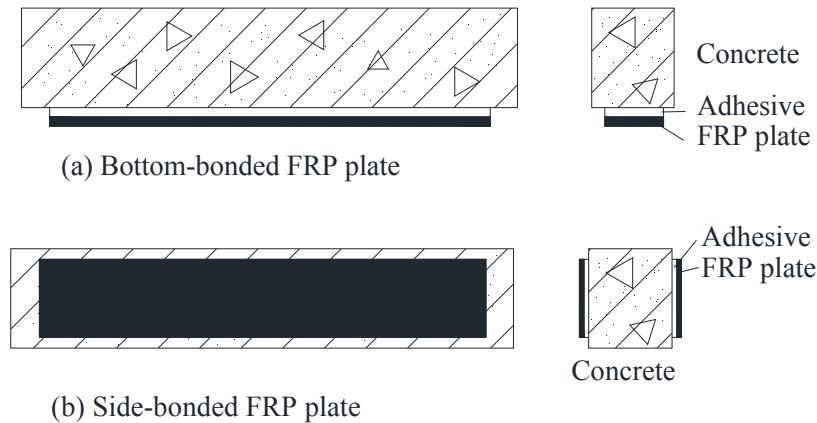 Concrete
Adhesive
FRP plate
(a) Bottom-bonded FRP plate
Adhesive
FRP plate
Concrete
(b) Side-bonded FRP plate